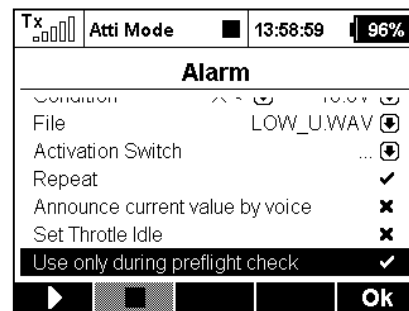 Tx Atti Mode 13:58:59 96%
Alarm
Condition
File LOW_U.WAV
Activation Switch ...
Repeat
Announce current value by voice
Set Throtle Idle
Use only during preflight check
Ok